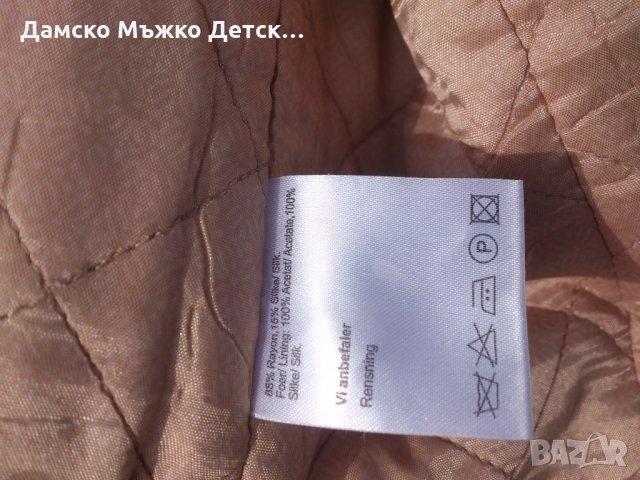 Дамско Мъжко Детск...
85% Rayon,15% Silke/ Silk.
Foer/ Lining: 100% Acetat/ Acetate,100%
Silke/ Silk.
Vi anbefaler
Rensning
P
BAZAR